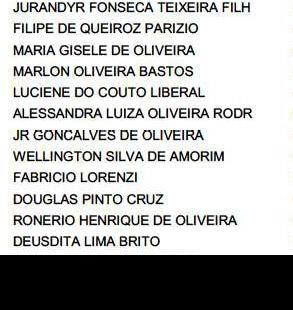 JURANDYR FONSECA TEIXEIRA FILH
FILIPE DE QUEIROZ PARIZIO
MARIA GISELE DE OLIVEIRA
MARLON OLIVEIRA BASTOS
LUCIENE DO COUTO LIBERAL
ALESSANDRA LUIZA OLIVEIRA RODR
JR GONCALVES DE OLIVEIRA
WELLINGTON SILVA DE AMORIM
FABRICIO LORENZI
DOUGLAS PINTO CRUZ
RONERIO HENRIQUE DE OLIVEIRA
DEUSDITA LIMA BRITO